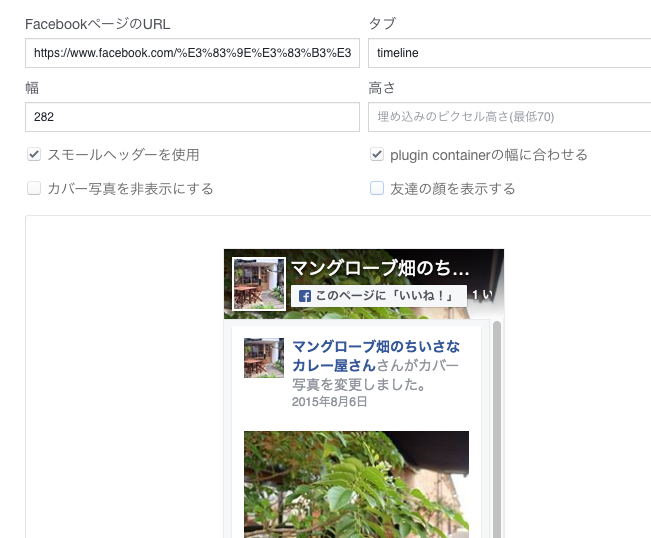 FacebookページのURL
タブ
https://www.facebook.com/%E3%83%9E%E3%83%B3%E3
timeline
幅
高さ
282
埋め込みのピクセル高さ(最低70)
スモールヘッダーを使用
plugin containerの幅に合わせる
カバー写真を非表示にする
友達の顔を表示する
マングローブ畑のち...
このページに「いいね！」
1 い
マングローブ畑のちいさな
カレー屋さんさんがカバー
写真を変更しました。
2015年8月6日